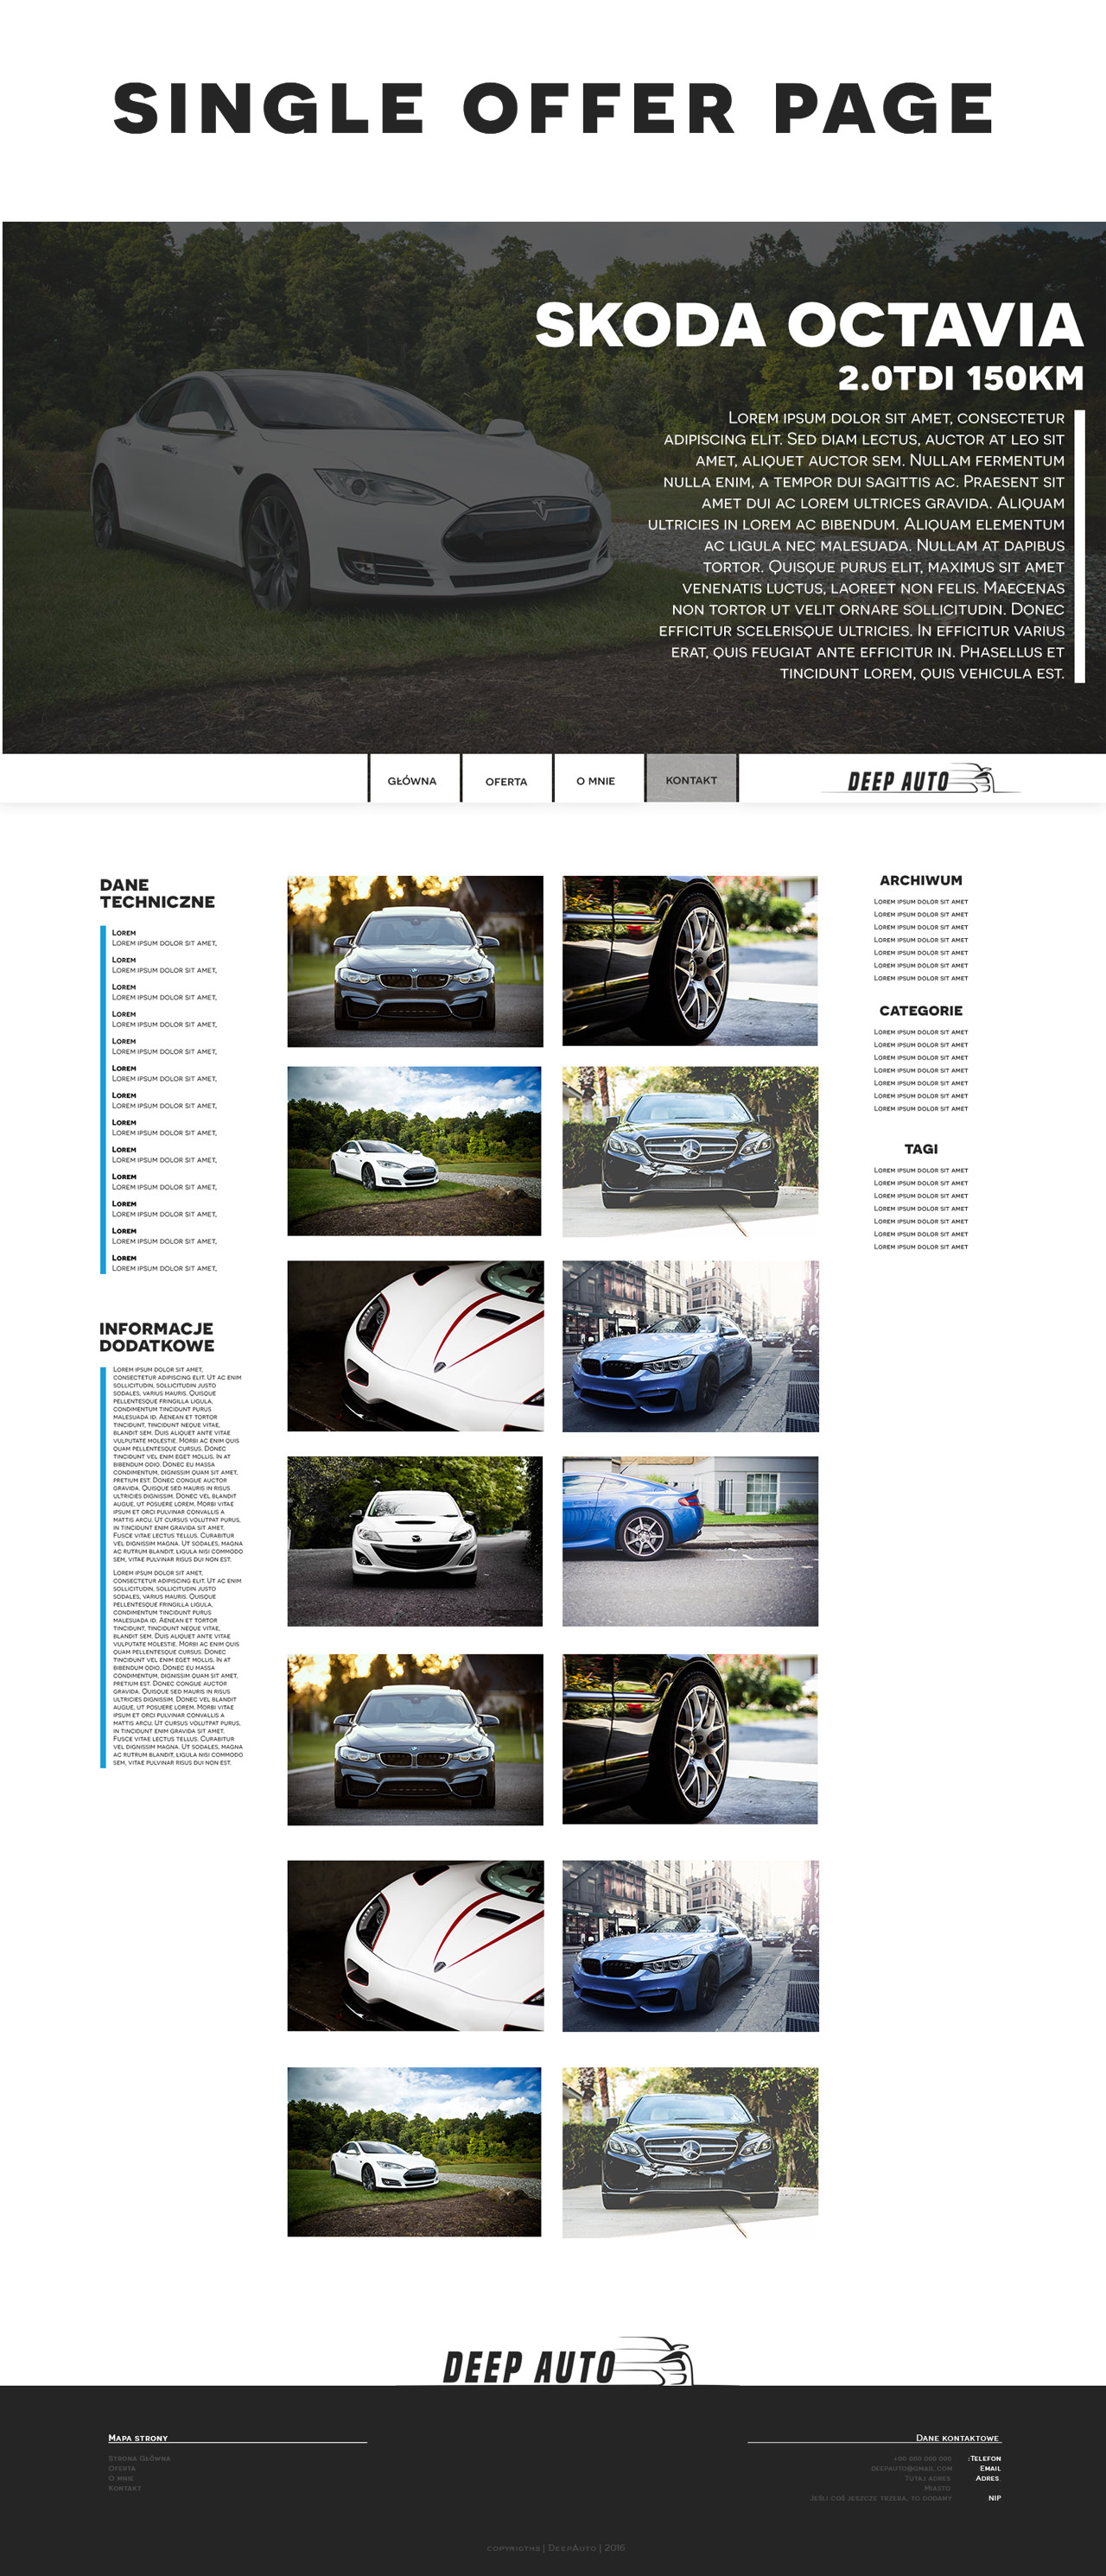 SINGLE OFFER PAGE
SKODA OCTAVIA
2.0TDI 150KM
Lorem ipsum dolor sit amet, consectetur
adipiscing elit. Sed diam lectus, auctor at leo sit
amet, aliquet auctor sem. Nullam fermentum
nulla enim, a tempor dui sagittis ac. Praesent sit
amet dui ac lorem ultrices gravida. Aliquam
ultricies in lorem ac bibendum. Aliquam elementum
ac ligula nec malesuada. Nullam at dapibus
tortor. Quisque purus elit, maximus sit amet
venenatis luctus, laoreet non felis. Maecenas
non tortor ut velit ornare sollicitudin. Donec
efficitur scelerisque ultricies. In efficitur varius
erat, quis feugiat ante efficitur in. Phasellus et
tincidunt lorem, quis vehicula est.
GŁÓWNA
OFERTA
O MNIE
KONTAKT
DEEP AUTO
DANE
TECHNICZNE
Lorem
Lorem ipsum dolor sit amet,
Lorem
Lorem ipsum dolor sit amet,
Lorem
Lorem ipsum dolor sit amet,
Lorem
Lorem ipsum dolor sit amet,
Lorem
Lorem ipsum dolor sit amet,
Lorem
Lorem ipsum dolor sit amet,
Lorem
Lorem ipsum dolor sit amet,
Lorem
Lorem ipsum dolor sit amet,
Lorem
Lorem ipsum dolor sit amet,
Lorem
Lorem ipsum dolor sit amet,
Lorem
Lorem ipsum dolor sit amet,
Lorem
Lorem ipsum dolor sit amet,
Lorem
Lorem ipsum dolor sit amet,
INFORMACJE
DODATKOWE
Lorem ipsum dolor sit amet,
consectetur adipiscing elit. Ut ac enim
sollicitudin, sollicitudin justo
sodales, varius mauris. Quisque
pellentesque fringilla ligula,
condimentum tincidunt purus
malesuada id. Aenean et tortor
tincidunt, tincidunt neque vitae,
blandit sem. Duis aliquet ante vitae
vulputate molestie. Morbi ac enim quis
quam pellentesque cursus. Donec
tincidunt vel enim eget mollis. In at
bibendum odio. Donec eu massa
condimentum, dignissim quam sit amet,
pretium est. Donec congue auctor
gravida. Quisque sed mauris in risus
ultricies dignissim. Donec vel blandit
augue, ut posuere lorem. Morbi vitae
ipsum et orci pulvinar convallis a
mattis arcu. Ut cursus volutpat purus,
in tincidunt enim gravida sit amet.
Fusce vitae lectus tellus. Curabitur
vel dignissim magna. Ut sodales, magna
ac rutrum blandit, ligula nisi commodo
sem, vitae pulvinar risus dui non est.
Lorem ipsum dolor sit amet,
consectetur adipiscing elit. Ut ac enim
sollicitudin, sollicitudin justo
sodales, varius mauris. Quisque
pellentesque fringilla ligula,
condimentum tincidunt purus
malesuada id. Aenean et tortor
tincidunt, tincidunt neque vitae,
blandit sem. Duis aliquet ante vitae
vulputate molestie. Morbi ac enim quis
quam pellentesque cursus. Donec
tincidunt vel enim eget mollis. In at
bibendum odio. Donec eu massa
condimentum, dignissim quam sit amet,
pretium est. Donec congue auctor
gravida. Quisque sed mauris in risus
ultricies dignissim. Donec vel blandit
augue, ut posuere lorem. Morbi vitae
ipsum et orci pulvinar convallis a
mattis arcu. Ut cursus volutpat purus,
in tincidunt enim gravida sit amet.
Fusce vitae lectus tellus. Curabitur
vel dignissim magna. Ut sodales, magna
ac rutrum blandit, ligula nisi commodo
sem, vitae pulvinar risus dui non est.
ARCHIWUM
Lorem ipsum dolor sit amet
Lorem ipsum dolor sit amet
Lorem ipsum dolor sit amet
Lorem ipsum dolor sit amet
Lorem ipsum dolor sit amet
Lorem ipsum dolor sit amet
Lorem ipsum dolor sit amet
CATEGORIE
Lorem ipsum dolor sit amet
Lorem ipsum dolor sit amet
Lorem ipsum dolor sit amet
Lorem ipsum dolor sit amet
Lorem ipsum dolor sit amet
Lorem ipsum dolor sit amet
Lorem ipsum dolor sit amet
TAGI
Lorem ipsum dolor sit amet
Lorem ipsum dolor sit amet
Lorem ipsum dolor sit amet
Lorem ipsum dolor sit amet
Lorem ipsum dolor sit amet
Lorem ipsum dolor sit amet
Lorem ipsum dolor sit amet
DEEP AUTO
Mapa strony
Strona Główna
Oferta
O mnie
Kontakt
Dane kontaktowe
+00 000 000 000 :Telefon
deepauto@gmail.com Email
Tutaj adres Adres
Miasto
Jeśli coś jeszcze trzeba, to dodamy NIP
copyrigths | DeepAuto | 2016